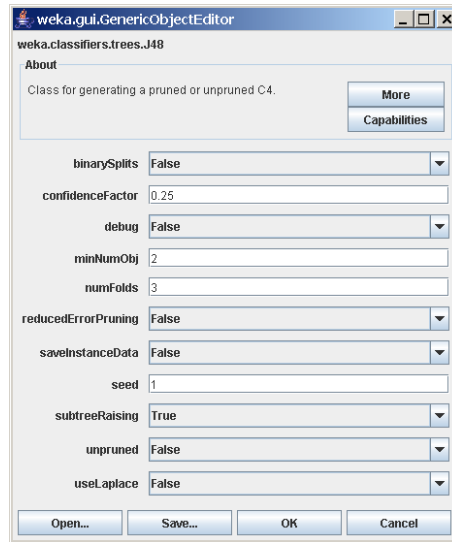 weka.gui.GenericObjectEditor
weka.classifiers.trees.J48
About
Class for generating a pruned or unpruned C4.
More
Capabilities
binarySplits False
confidenceFactor 0.25
debug False
minNumObj 2
numFolds 3
reducedErrorPruning False
saveInstanceData False
seed 1
subtreeRaising True
unpruned False
useLaplace False
Open... Save... OK Cancel